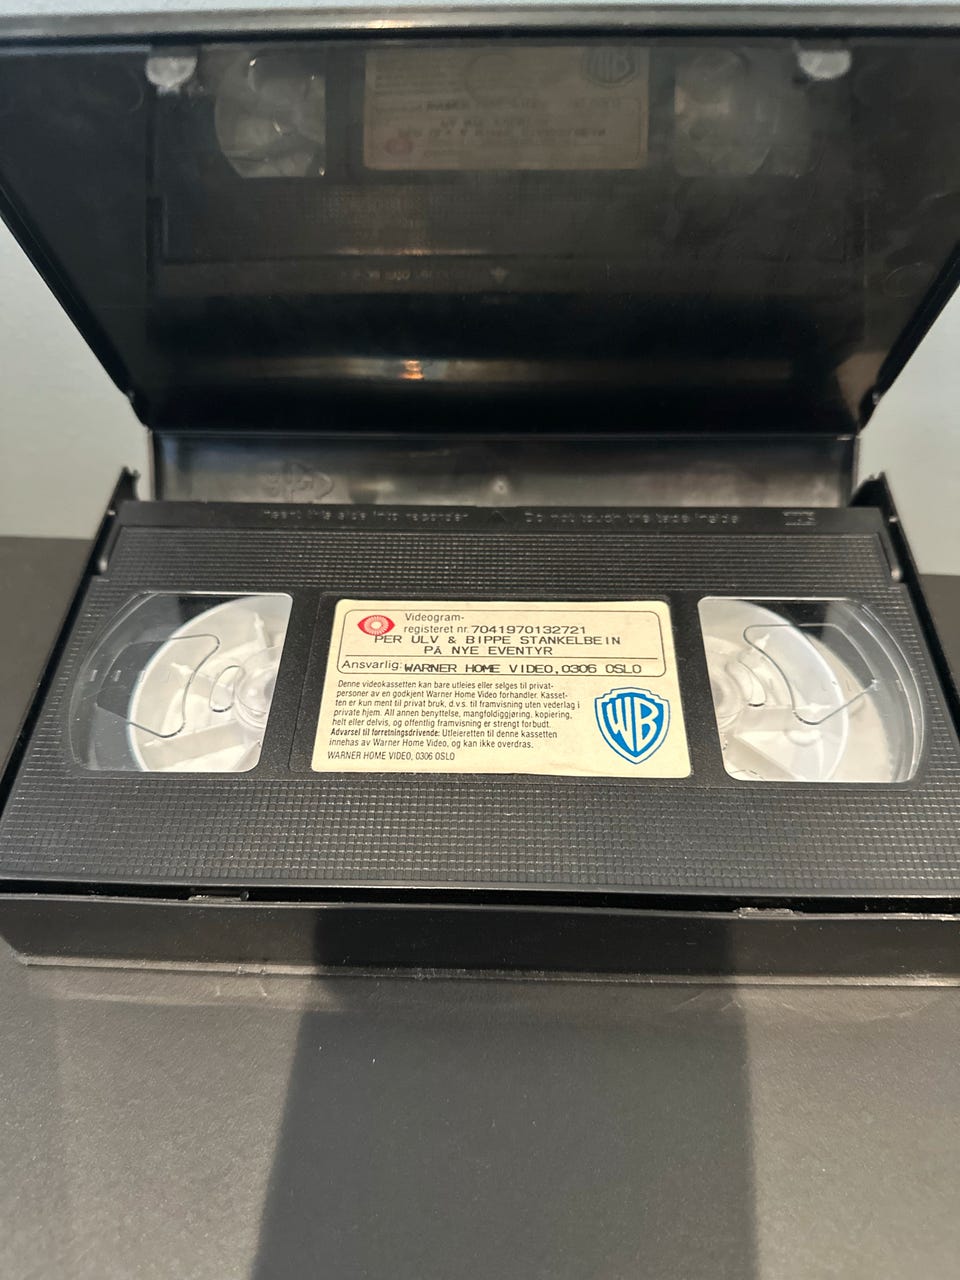 Insert this side into recorder Do not touch the tape inside VHS
Videogram-
registeret nr. 7041970132721
PER ULV & BIPPE STANKELBEIN
PÅ NYE EVENTYR
Ansvarlig: WARNER HOME VIDEO, 0306 OSLO
Denne videokassetten kan bare utleies eller selges til privat-
personer av en godkjent Warner Home Video forhandler. Kasset-
ten er kun ment til privat bruk, d.v.s. til framvisning uten vederlag i
private hjem. All annen benyttelse, mangfoldiggjøring, kopiering,
helt eller delvis, og offentlig framvisning er strengt forbudt.
Advarsel til forretningsdrivende: Utleieretten til denne kassetten
innehas av Warner Home Video, og kan ikke overdras.
WARNER HOME VIDEO, 0306 OSLO
WB